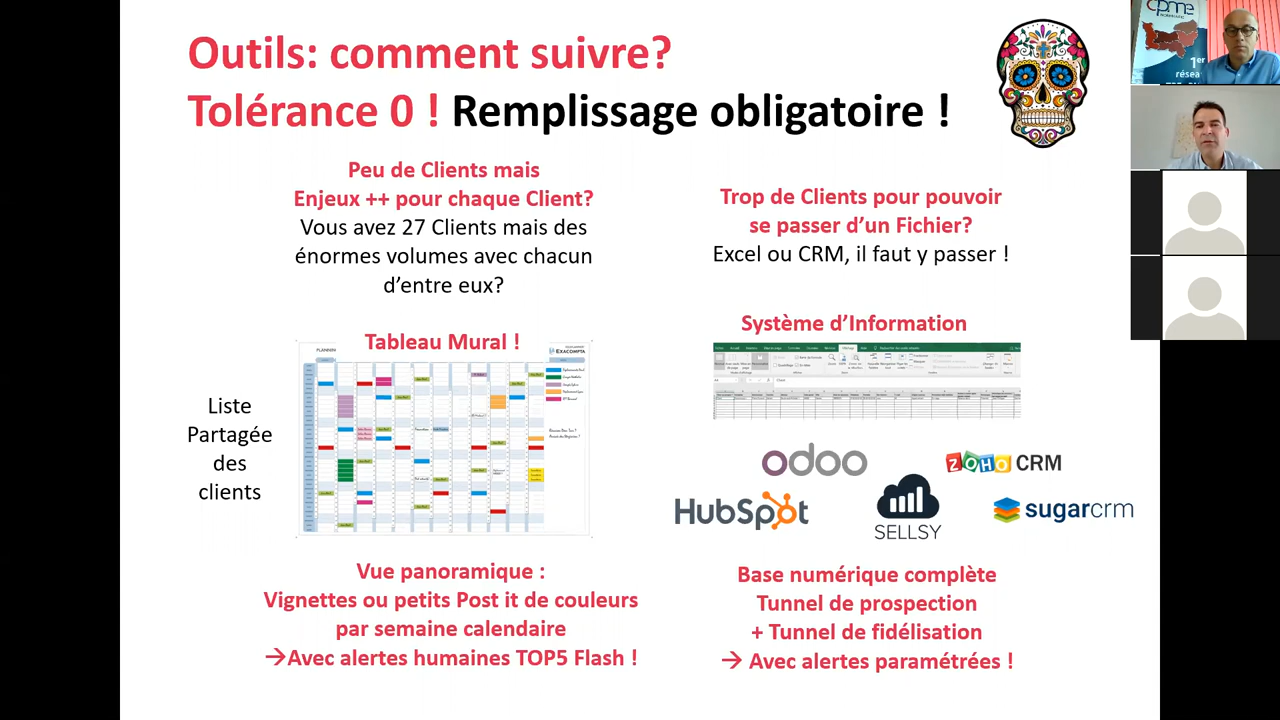 Outils: comment suivre?
Tolérance 0 ! Remplissage obligatoire !
Peu de Clients mais
Enjeux ++ pour chaque Client?
Vous avez 27 Clients mais des
énormes volumes avec chacun
d'entre eux?
Tableau Mural !
EXACOMPTA
Liste
Partagée
des
clients
Vue panoramique :
Vignettes ou petits Post it de couleurs
par semaine calendaire
→Avec alertes humaines TOP5 Flash !
Trop de Clients pour pouvoir
se passer d'un Fichier?
Excel ou CRM, il faut y passer !
Système d'Information
odoo
ZOHO CRM
HubSpot
SELLSY
sugarcrm
Base numérique complète
Tunnel de prospection
+ Tunnel de fidélisation
→ Avec alertes paramétrées !
cpme
1er
résea